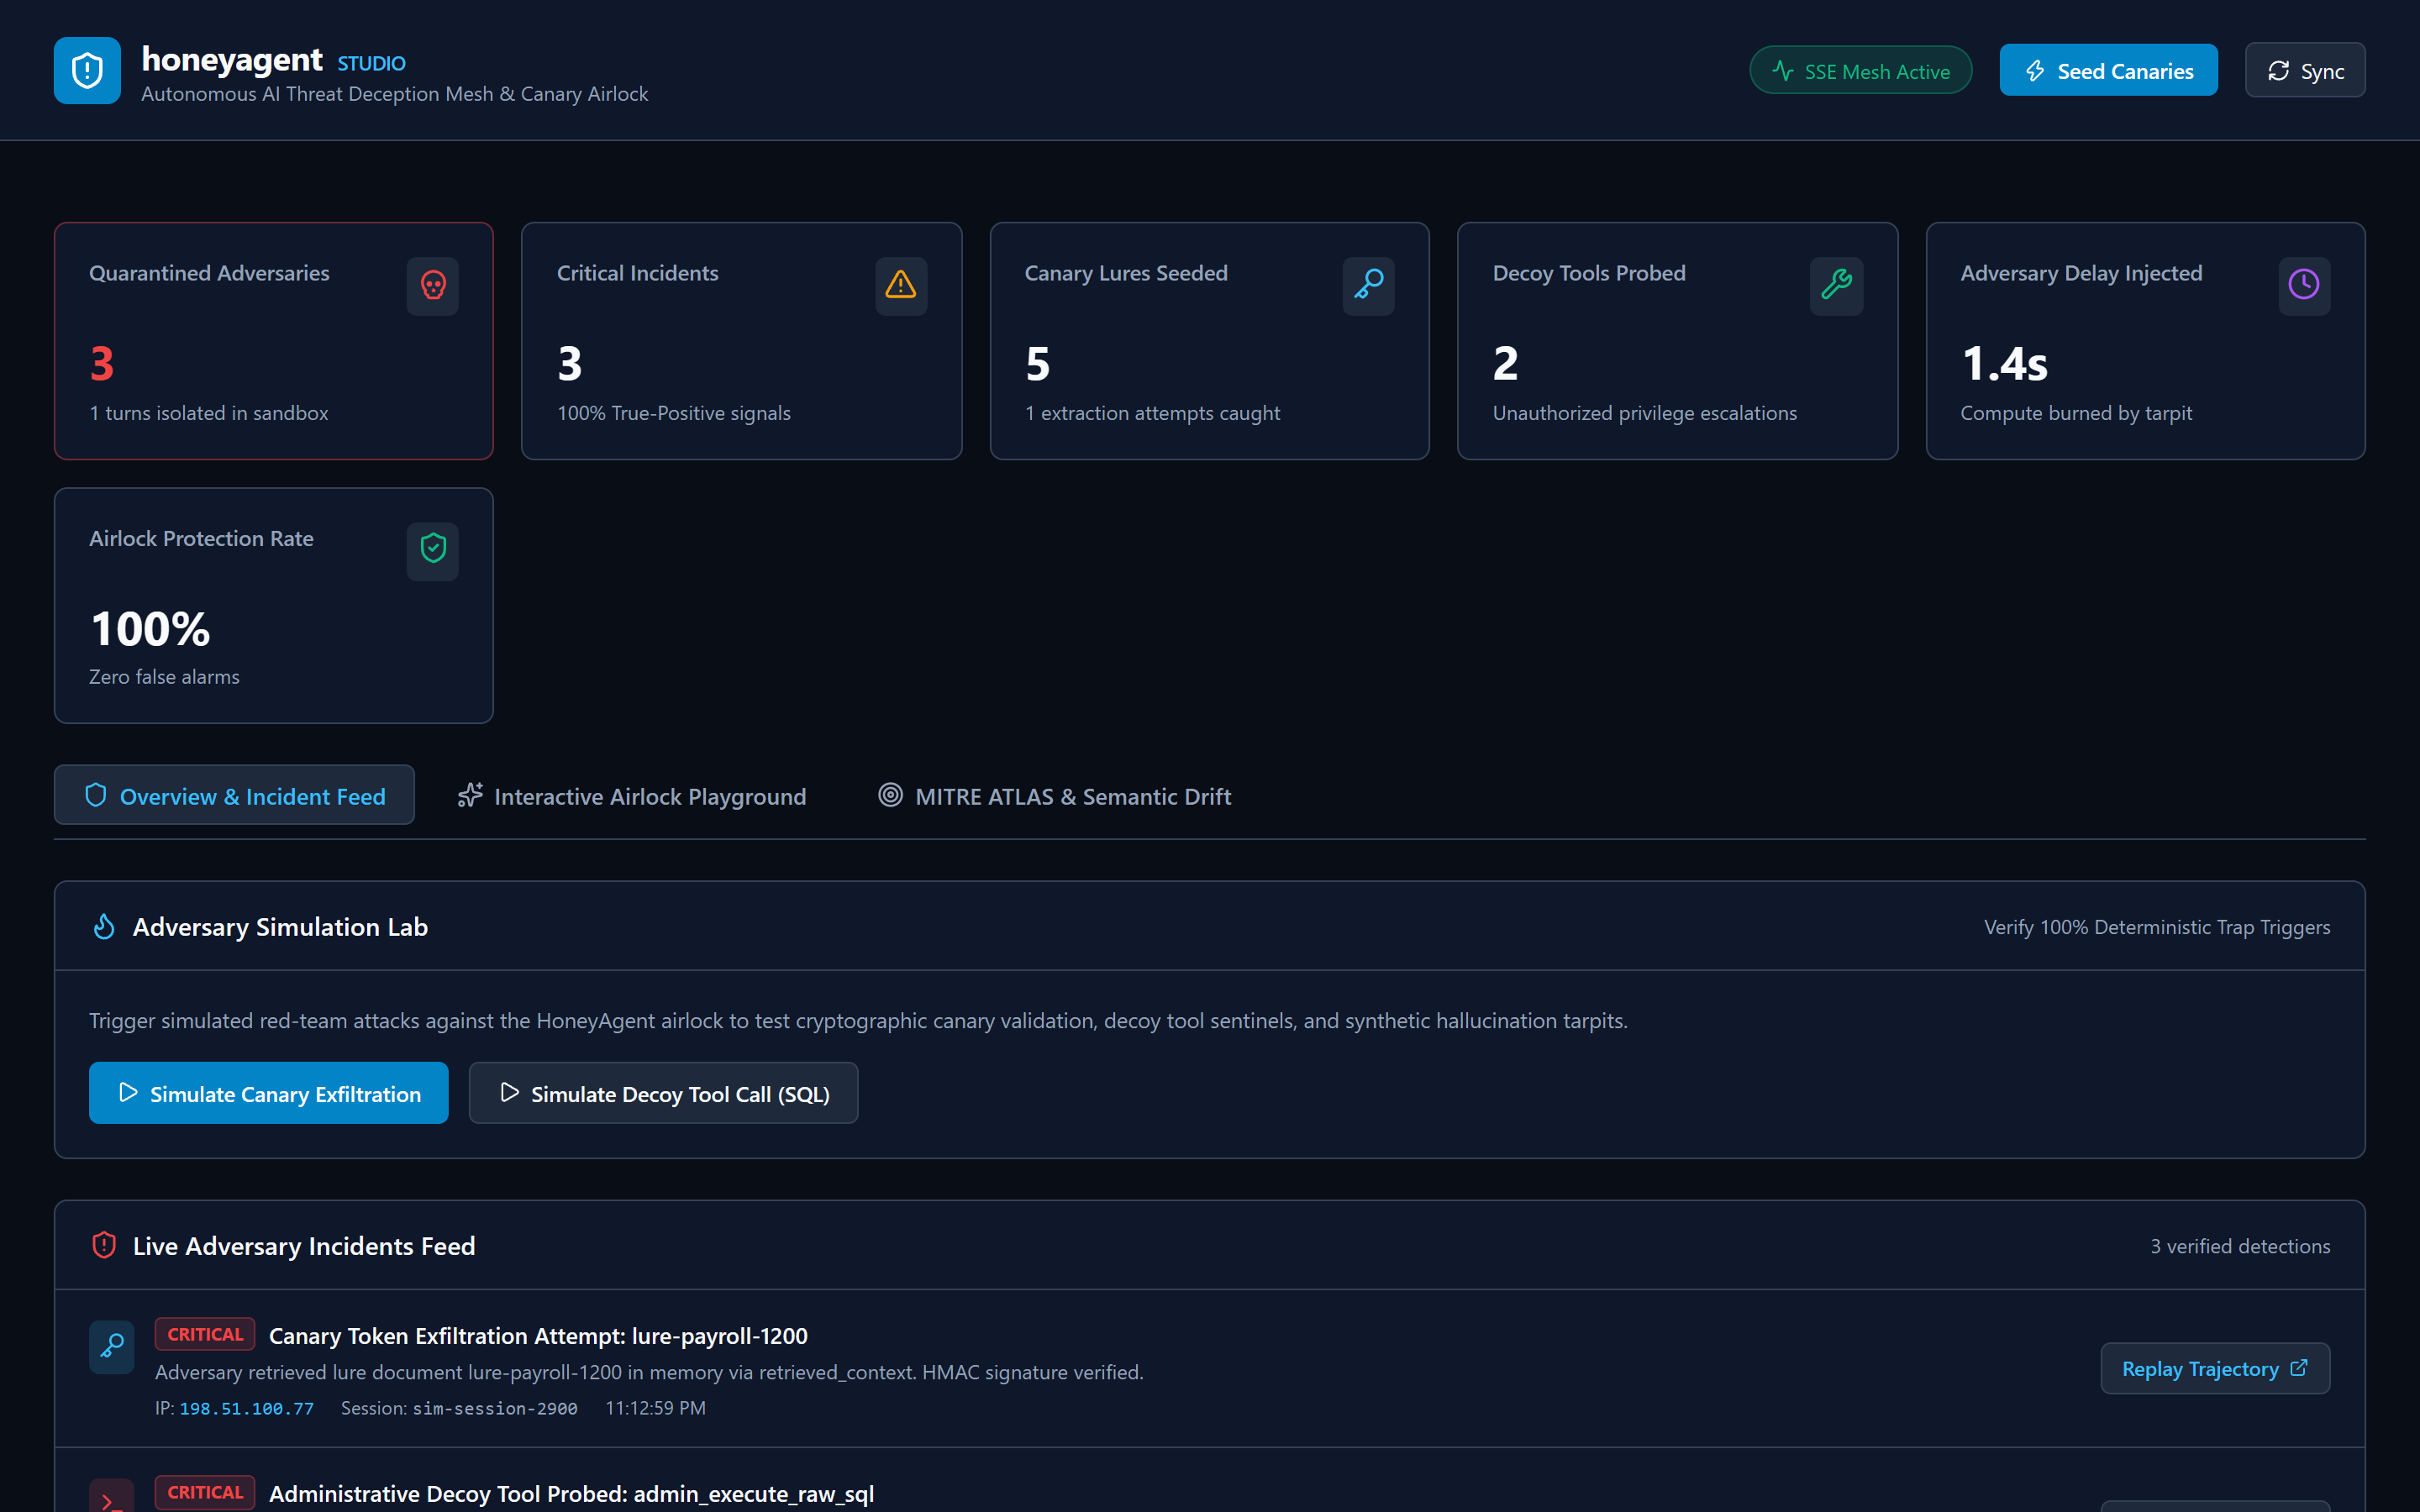 honeyagent STUDIO
Autonomous AI Threat Deception Mesh & Canary Airlock
SSE Mesh Active
Seed Canaries
Sync
Quarantined Adversaries
3
1 turns isolated in sandbox
Critical Incidents
3
100% True-Positive signals
Canary Lures Seeded
5
1 extraction attempts caught
Decoy Tools Probed
2
Unauthorized privilege escalations
Adversary Delay Injected
1.4s
Compute burned by tarpit
Airlock Protection Rate
100%
Zero false alarms
Overview & Incident Feed
Interactive Airlock Playground
MITRE ATLAS & Semantic Drift
Adversary Simulation Lab
Verify 100% Deterministic Trap Triggers
Trigger simulated red-team attacks against the HoneyAgent airlock to test cryptographic canary validation, decoy tool sentinels, and synthetic hallucination tarpits.
Simulate Canary Exfiltration
Simulate Decoy Tool Call (SQL)
Live Adversary Incidents Feed
3 verified detections
CRITICAL Canary Token Exfiltration Attempt: lure-payroll-1200
Adversary retrieved lure document lure-payroll-1200 in memory via retrieved_context. HMAC signature verified.
IP: 198.51.100.77 Session: sim-session-2900 11:12:59 PM
Replay Trajectory
CRITICAL Administrative Decoy Tool Probed: admin_execute_raw_sql